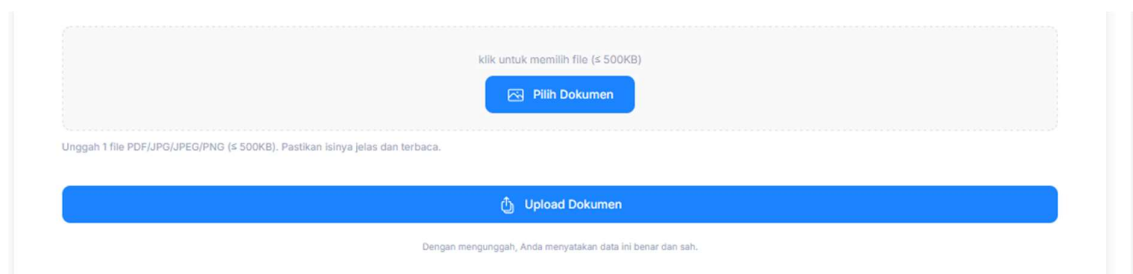 klik untuk memilih file (≤ 500KB)
Pilih Dokumen
Unggah 1 file PDF/JPG/JPEG/PNG (≤ 500KB). Pastikan isinya jelas dan terbaca.
Upload Dokumen
Dengan mengunggah, Anda menyatakan data ini benar dan sah.